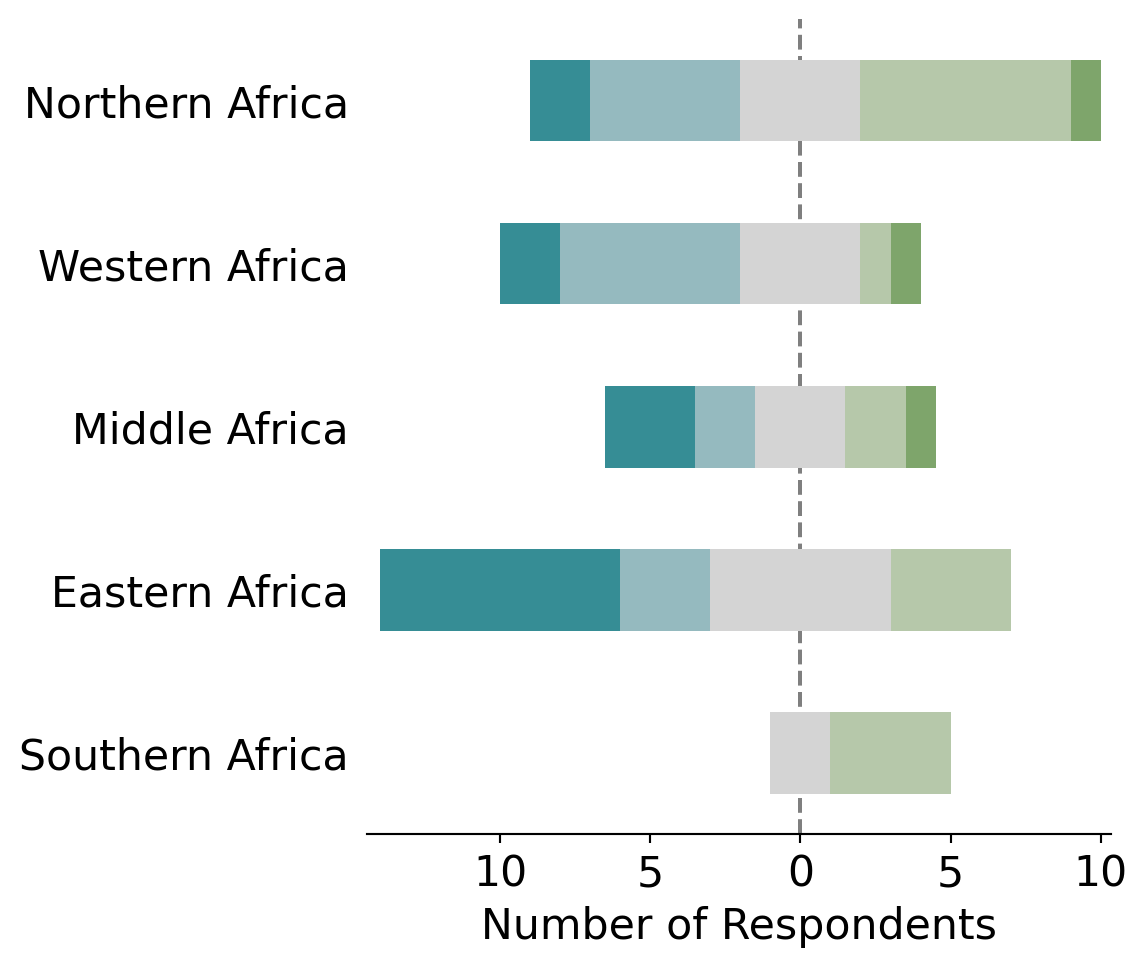 Northern Africa
Western Africa
Middle Africa
Eastern Africa
Southern Africa
10 5 0 5 10
Number of Respondents